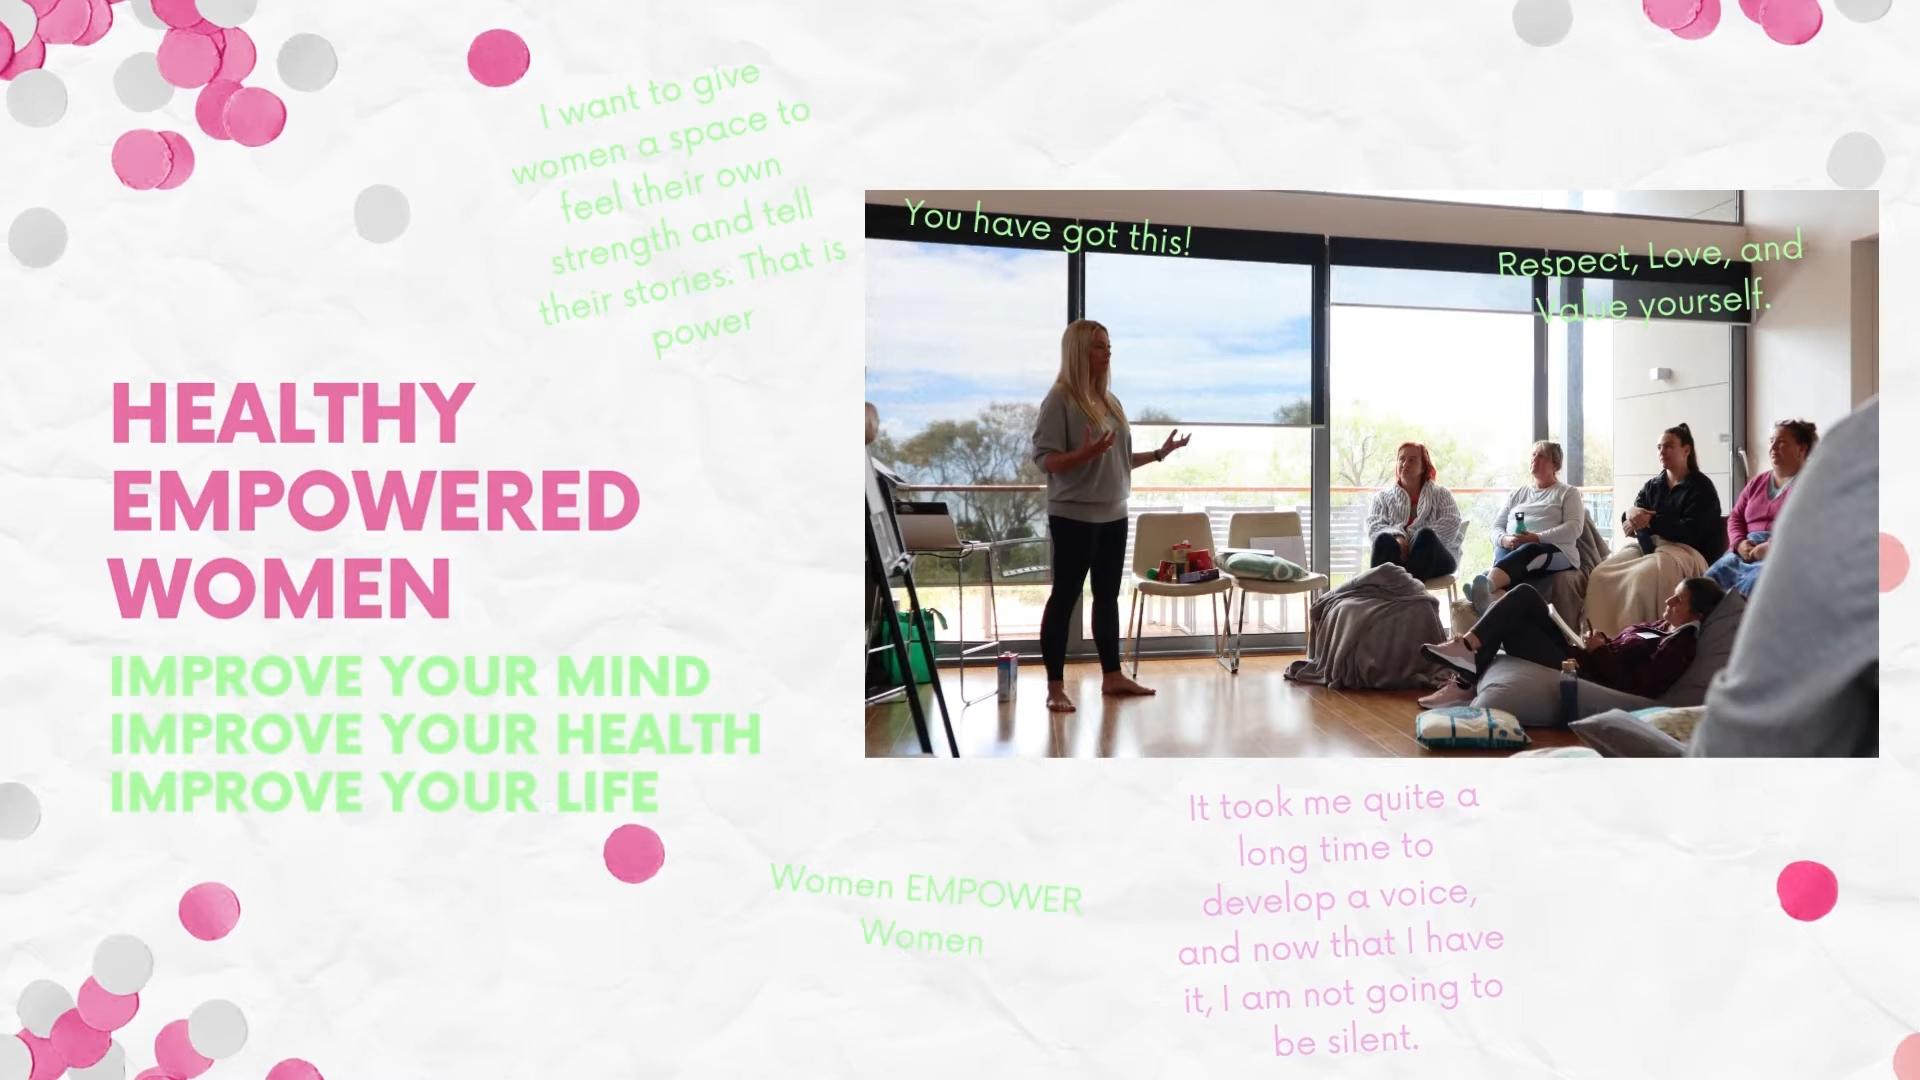 I want to give
women a space to
feel their own
strength and tell
their stories. That is
power
You have got this!
Respect, Love, and
Value yourself.
HEALTHY
EMPOWERED
WOMEN
IMPROVE YOUR MIND
IMPROVE YOUR HEALTH
IMPROVE YOUR LIFE
Women EMPOWER
Women
It took me quite a
long time to
develop a voice,
and now that I have
it, I am not going to
be silent.